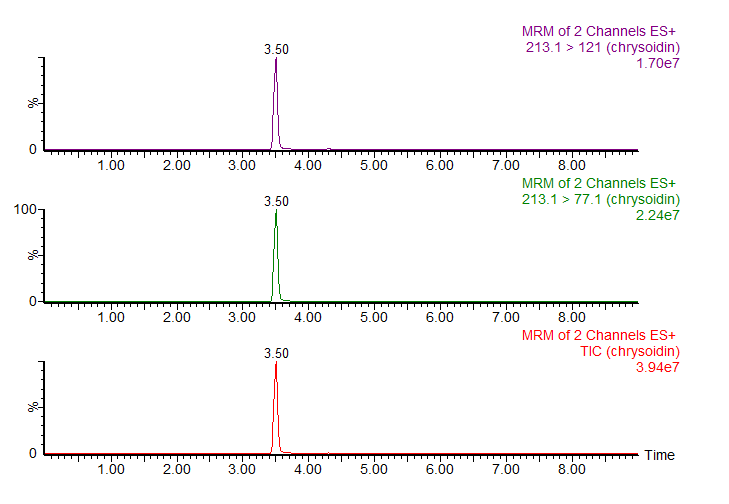 MRM of 2 Channels ES+
213.1 > 121 (chrysoidin)
1.70e7
3.50
%
0
1.00 2.00 3.00 4.00 5.00 6.00 7.00 8.00
MRM of 2 Channels ES+
213.1 > 77.1 (chrysoidin)
2.24e7
3.50
100
%
0
1.00 2.00 3.00 4.00 5.00 6.00 7.00 8.00
MRM of 2 Channels ES+
TIC (chrysoidin)
3.94e7
3.50
%
0
Time
1.00 2.00 3.00 4.00 5.00 6.00 7.00 8.00